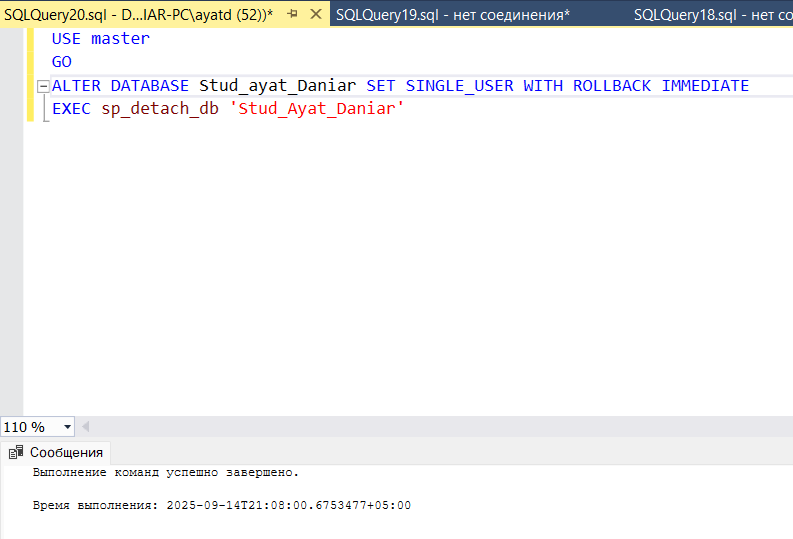 SQLQuery20.sql - D...IAR-PC\ayatd (52))* SQLQuery19.sql - нет соединения* SQLQuery18.sql - нет со
USE master
GO
ALTER DATABASE Stud_ayat_Daniar SET SINGLE_USER WITH ROLLBACK IMMEDIATE
EXEC sp_detach_db 'Stud_Ayat_Daniar'
110 %
Сообщения
Выполнение команд успешно завершено.
Время выполнения: 2025-09-14T21:08:00.6753477+05:00